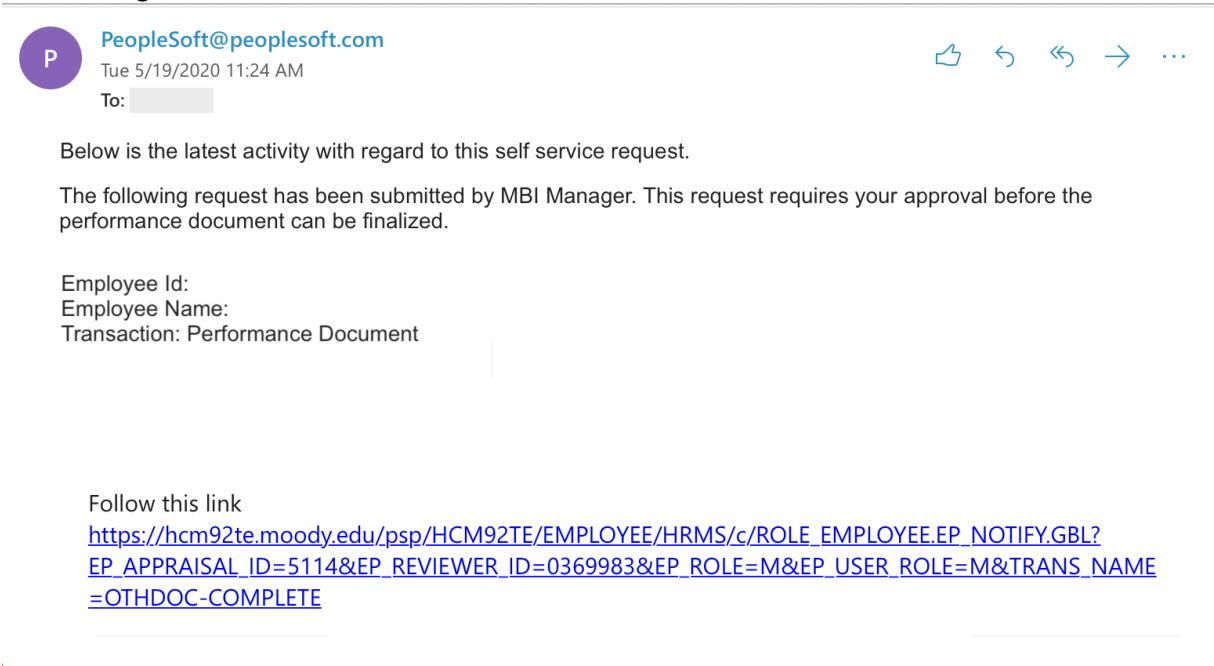 P
PeopleSoft@peoplesoft.com
Tue 5/19/2020 11:24 AM
To:
Below is the latest activity with regard to this self service request.
The following request has been submitted by MBI Manager. This request requires your approval before the
performance document can be finalized.
Employee Id:
Employee Name:
Transaction: Performance Document
Follow this link
https://hcm92te.moody.edu/psp/HCM92TE/EMPLOYEE/HRMS/c/ROLE_EMPLOYEE.EP_NOTIFY.GBL?
EP_APPRAISAL_ID=5114&EP_REVIEWER_ID=0369983&EP_ROLE=M&EP_USER_ROLE=M&TRANS_NAME
=OTHDOC-COMPLETE